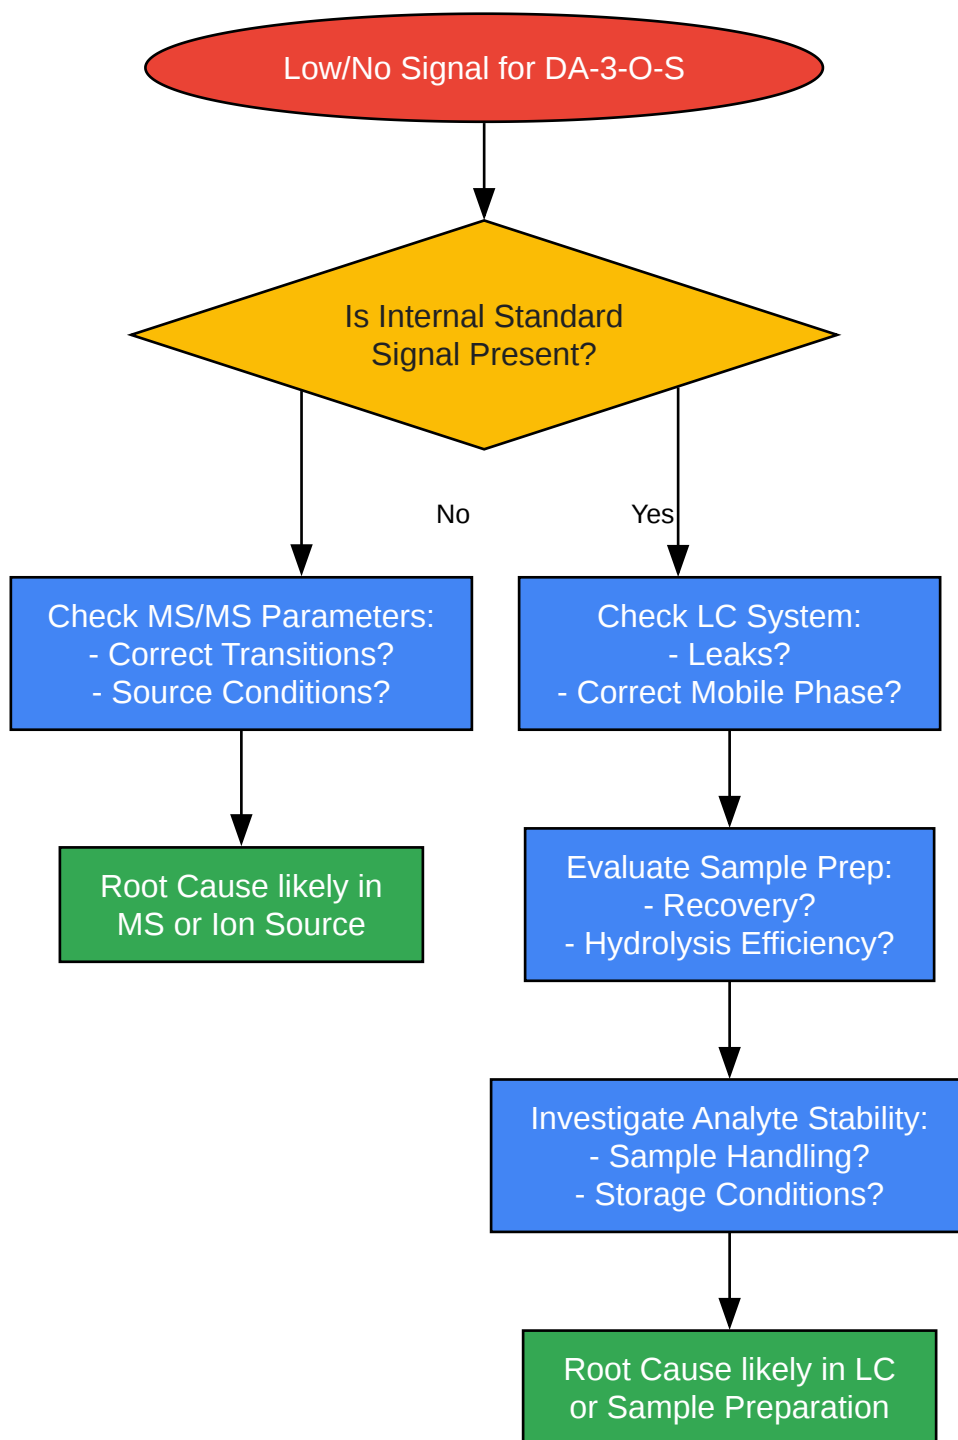 Low/No Signal for DA-3-O-S
Is Internal Standard
Signal Present?
No
Yes
Check MS/MS Parameters:
- Correct Transitions?
- Source Conditions?
Check LC System:
- Leaks?
- Correct Mobile Phase?
Root Cause likely in
MS or Ion Source
Evaluate Sample Prep:
- Recovery?
- Hydrolysis Efficiency?
Investigate Analyte Stability:
- Sample Handling?
- Storage Conditions?
Root Cause likely in LC
or Sample Preparation